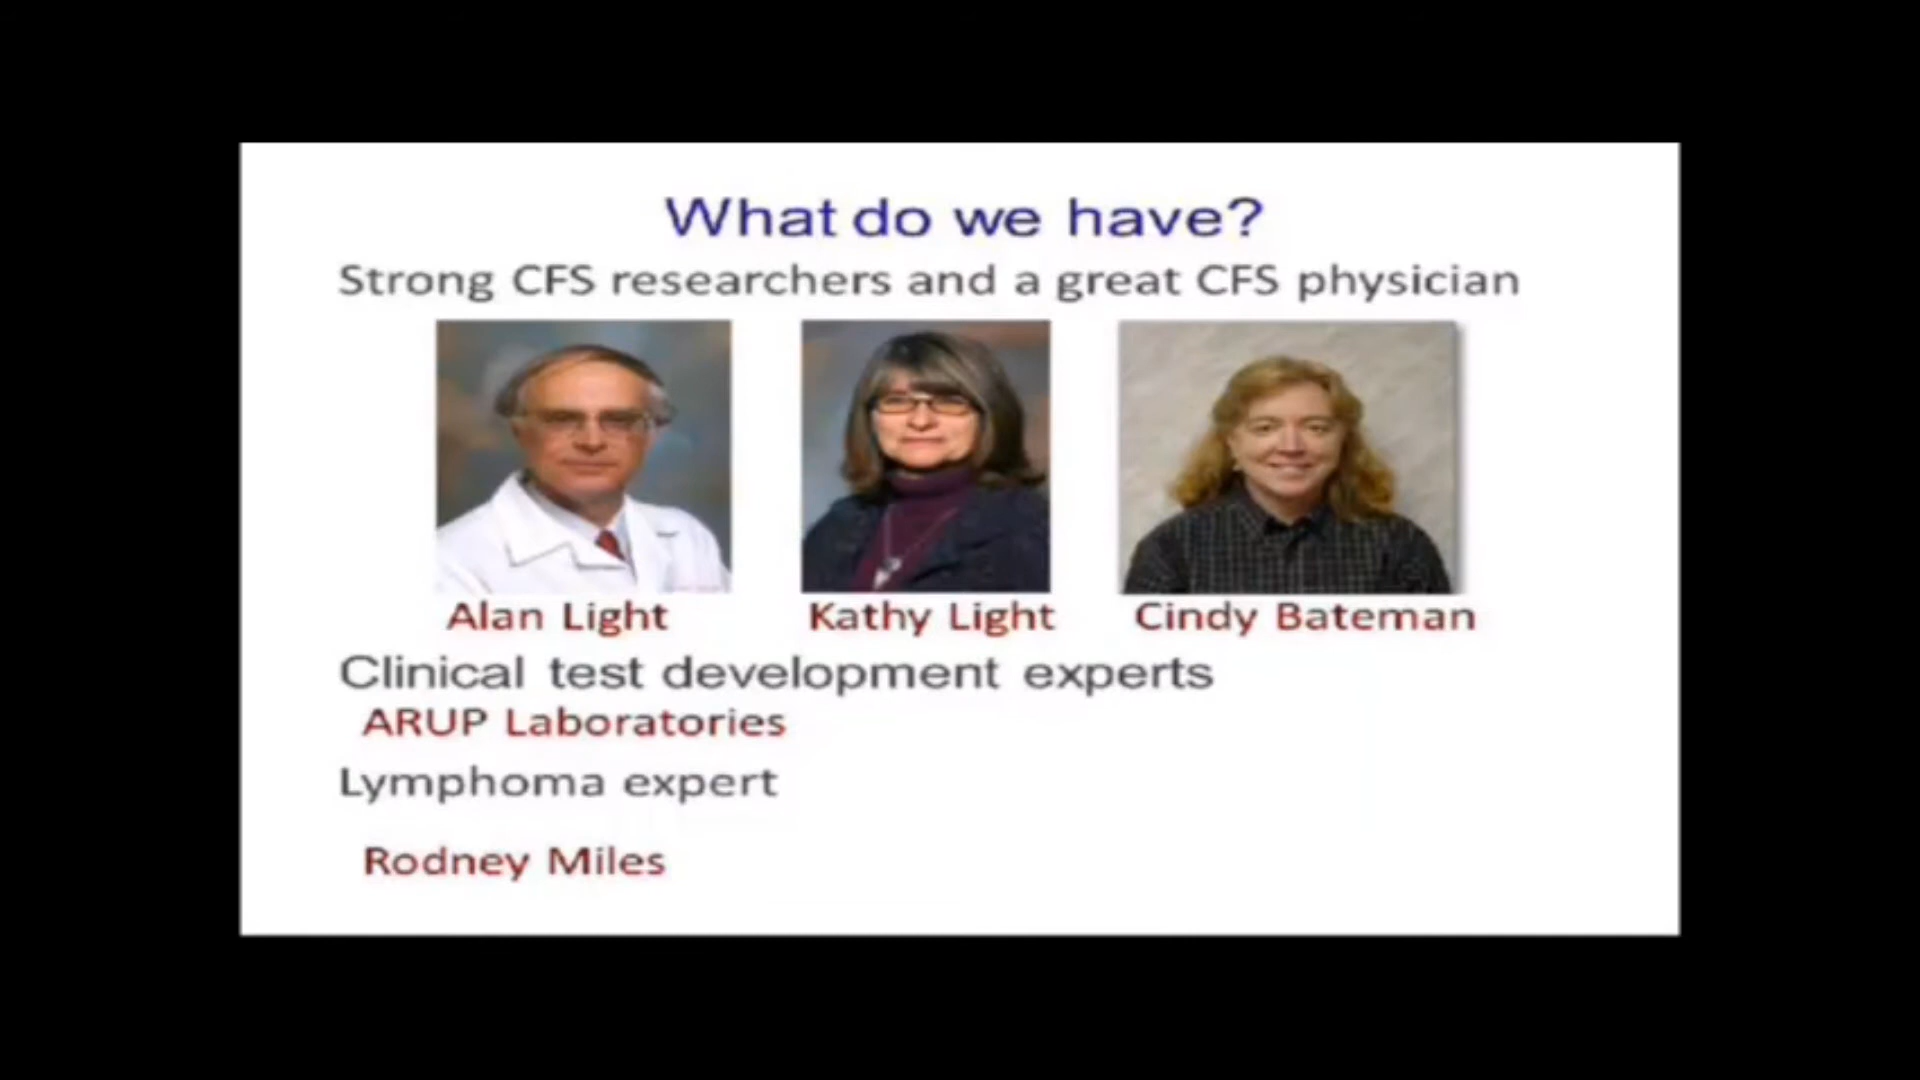 What do we have?
Strong CFS researchers and a great CFS physician
Alan Light Kathy Light Cindy Bateman
Clinical test development experts
ARUP Laboratories
Lymphoma expert
Rodney Miles